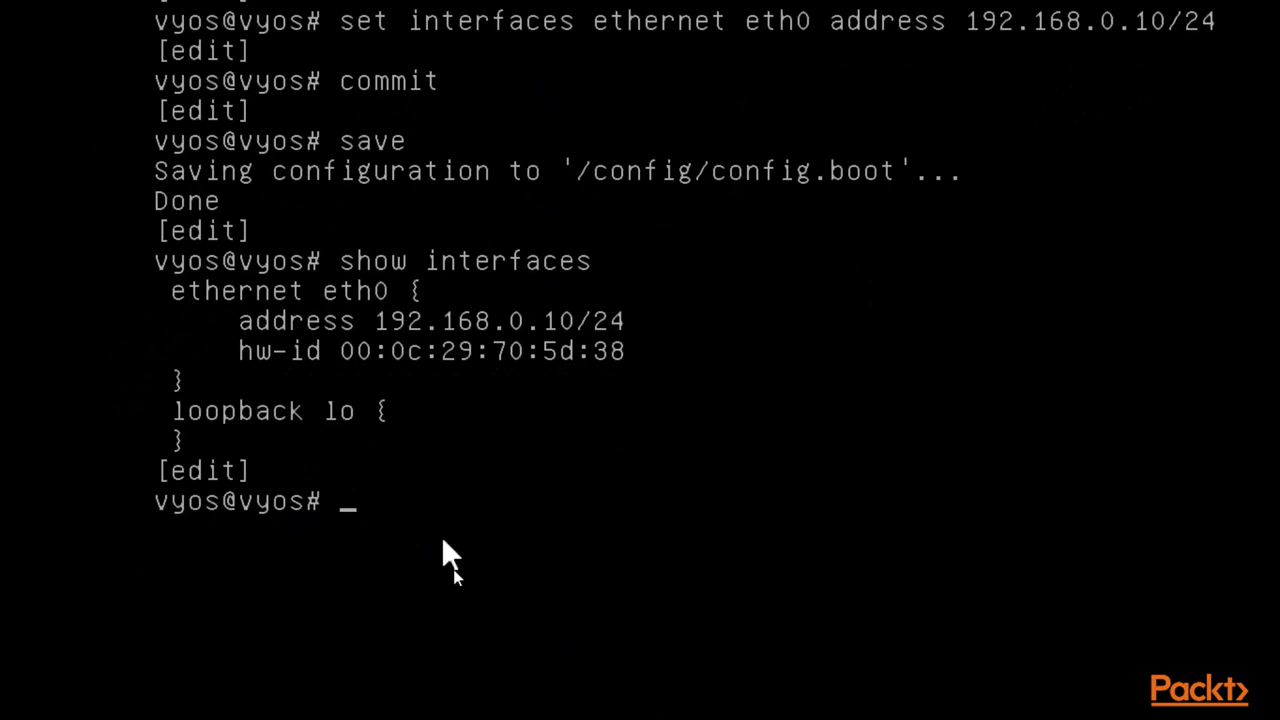 vyos@vyos# set interfaces ethernet eth0 address 192.168.0.10/24
[edit]
vyos@vyos# commit
[edit]
vyos@vyos# save
Saving configuration to '/config/config.boot'...
Done
[edit]
vyos@vyos# show interfaces
ethernet eth0 {
address 192.168.0.10/24
hw-id 00:0c:29:70:5d:38
}
loopback lo {
}
[edit]
vyos@vyos# _
Packt>